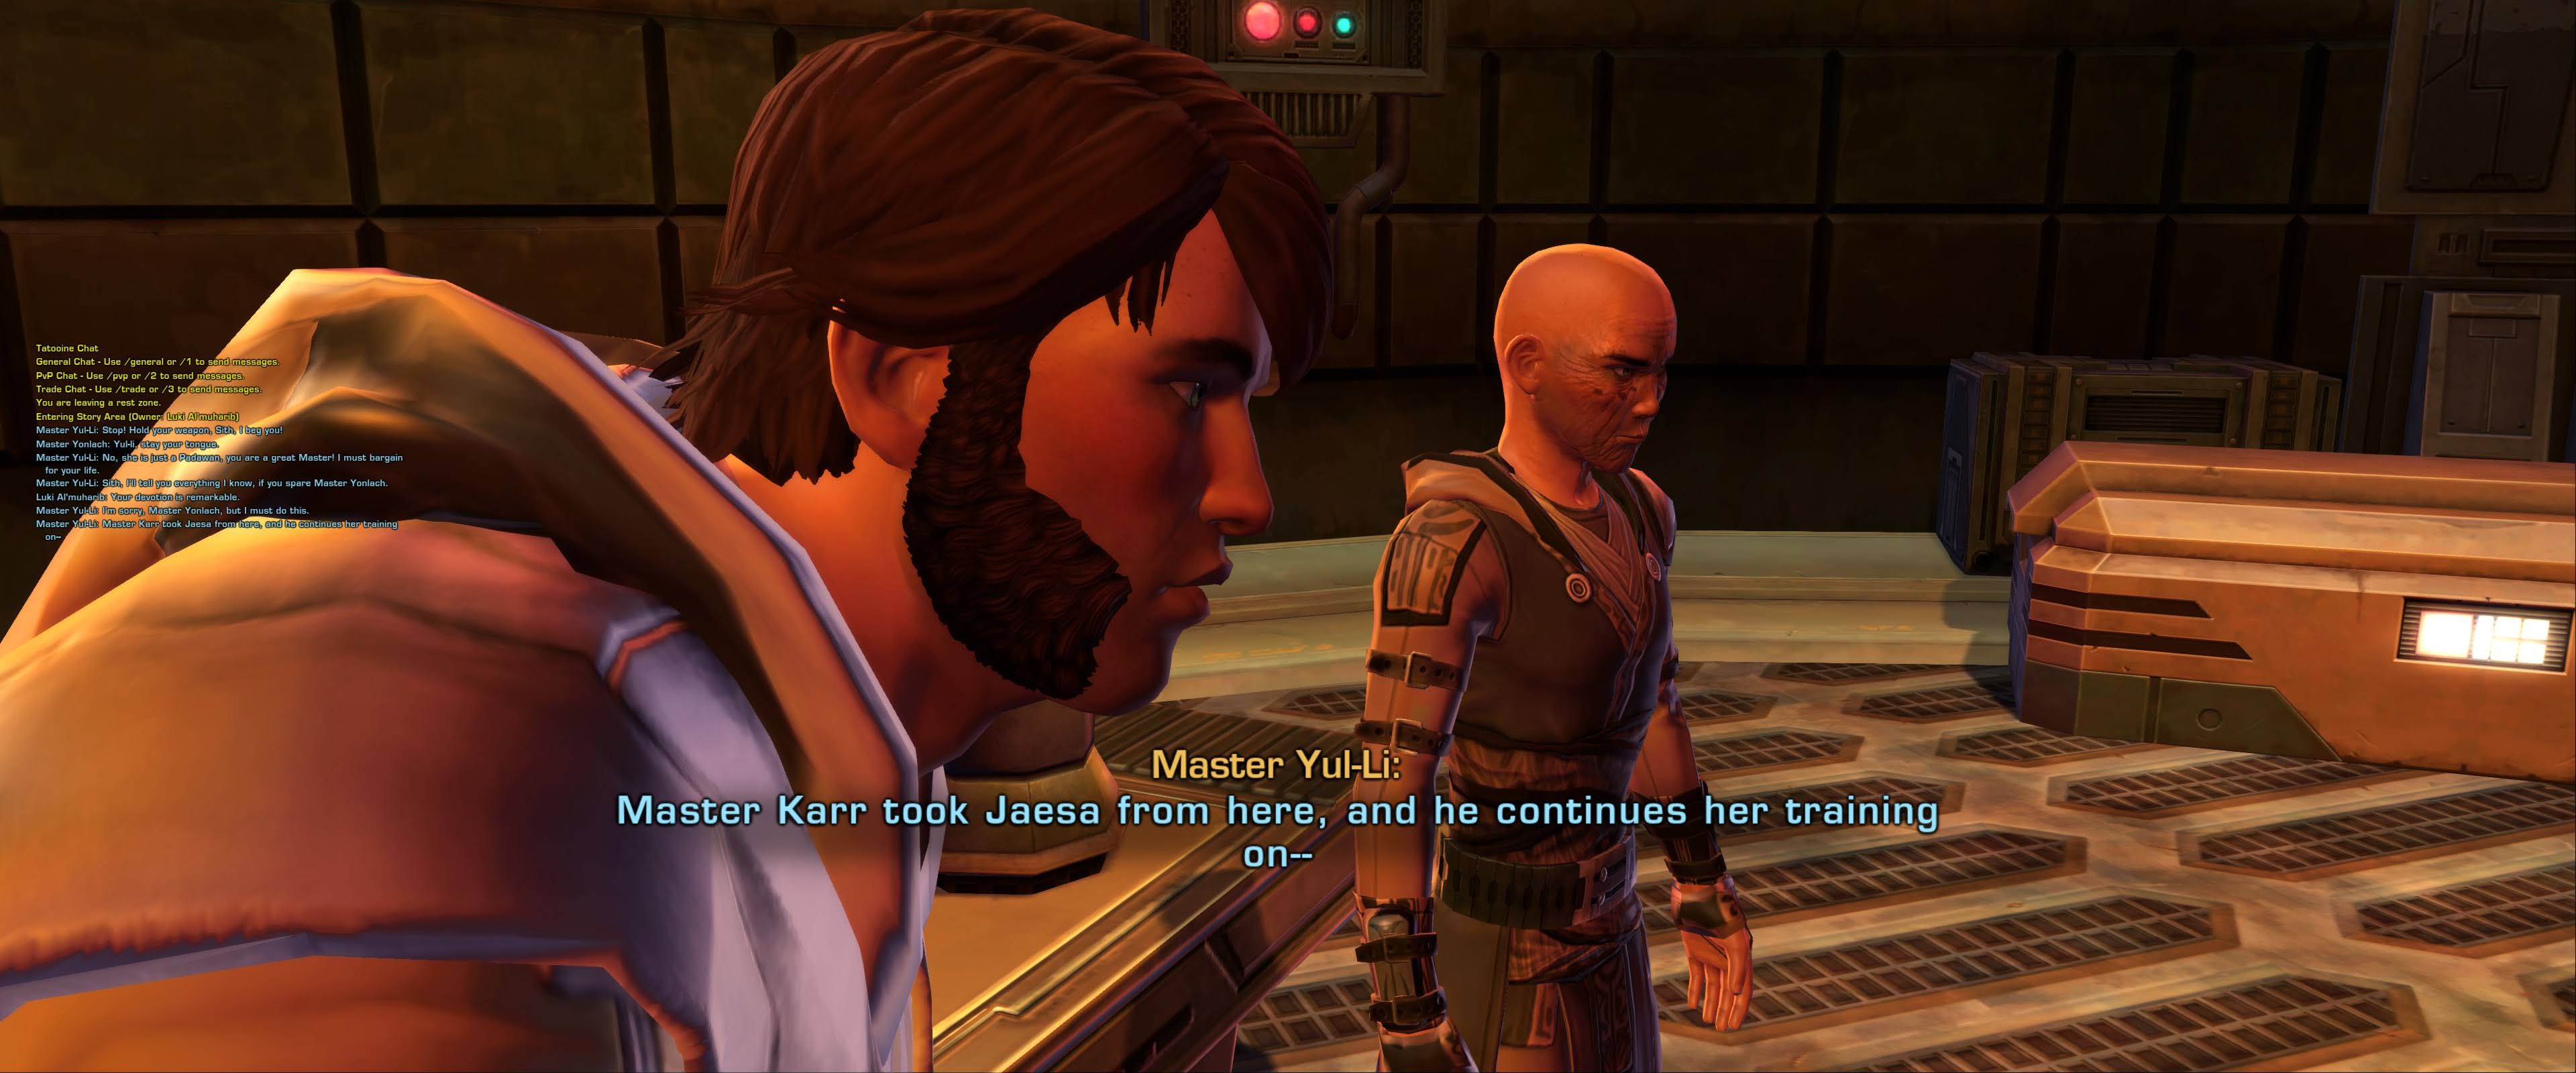 Tatooine Chat
General Chat - Use /general or /1 to send messages.
PvP Chat - Use /pvp or /2 to send messages.
Trade Chat - Use /trade or /3 to send messages.
You are leaving a rest zone.
Entering Story Area (Owner: Luki Al'muharib)
Master Yul-Li: Stop! Hold your weapon, Sith, I beg you!
Master Yonlach: Yul-li, stay your tongue.
Master Yul-Li: No, she is just a Padawan, you are a great Master! I must bargain
for your life.
Master Yul-Li: Sith, I'll tell you everything I know, if you spare Master Yonlach.
Luki Al'muharib: Your devotion is remarkable.
Master Yul-Li: I'm sorry, Master Yonlach, but I must do this.
Master Yul-Li: Master Karr took Jaesa from here, and he continues her training
on--
Master Yul-Li:
Master Karr took Jaesa from here, and he continues her training
on--